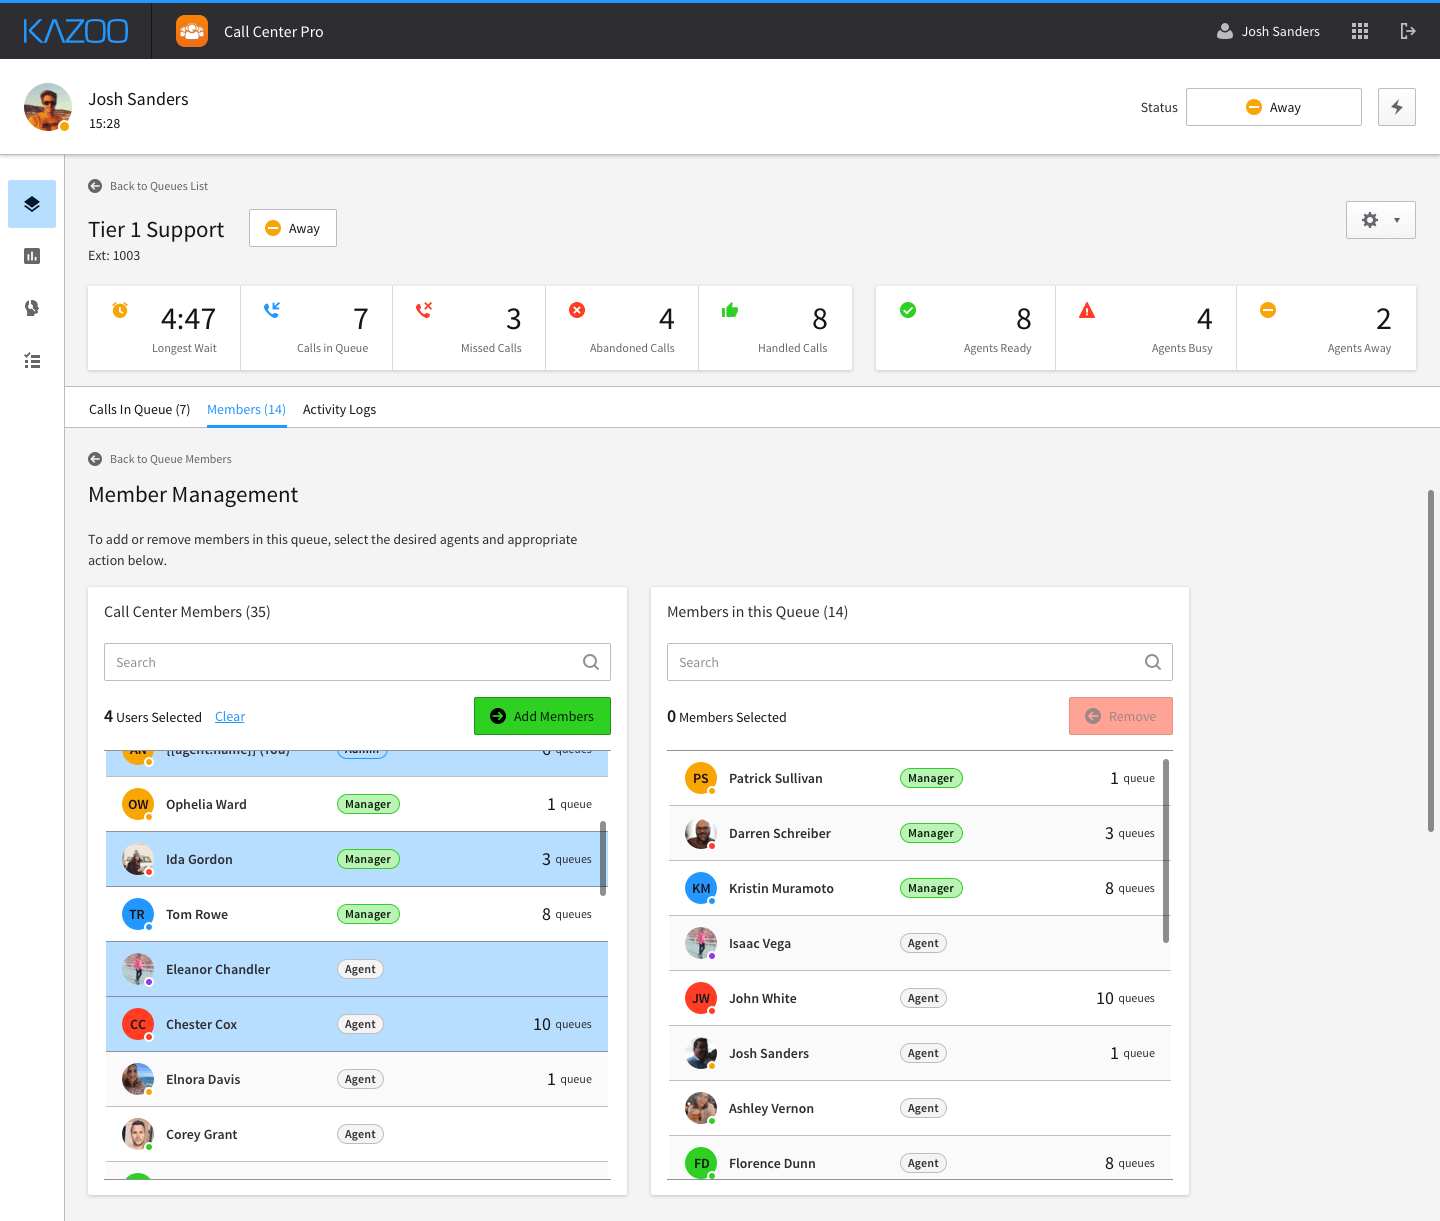 KAZOO
Call Center Pro
Josh Sanders
Josh Sanders
15:28
Status
Away
Back to Queues List
Tier 1 Support
Away
Ext: 1003
4:47
Longest Wait
7
Calls in Queue
3
Missed Calls
4
Abandoned Calls
8
Handled Calls
8
Agents Ready
4
Agents Busy
2
Agents Away
Calls In Queue (7)
Members (14)
Activity Logs
Back to Queue Members
Member Management
To add or remove members in this queue, select the desired agents and appropriate
action below.
Call Center Members (35)
Search
4 Users Selected
Clear
Add Members
AN {{agent.name}} (You) Admin 6 queues
OW Ophelia Ward Manager 1 queue
Ida Gordon Manager 3 queues
TR Tom Rowe Manager 8 queues
Eleanor Chandler Agent
CC Chester Cox Agent 10 queues
Elnora Davis Agent 1 queue
Corey Grant Agent
Members in this Queue (14)
Search
0 Members Selected
Remove
PS Patrick Sullivan Manager 1 queue
Darren Schreiber Manager 3 queues
KM Kristin Muramoto Manager 8 queues
Isaac Vega Agent
JW John White Agent 10 queues
Josh Sanders Agent 1 queue
Ashley Vernon Agent
FD Florence Dunn Agent 8 queues